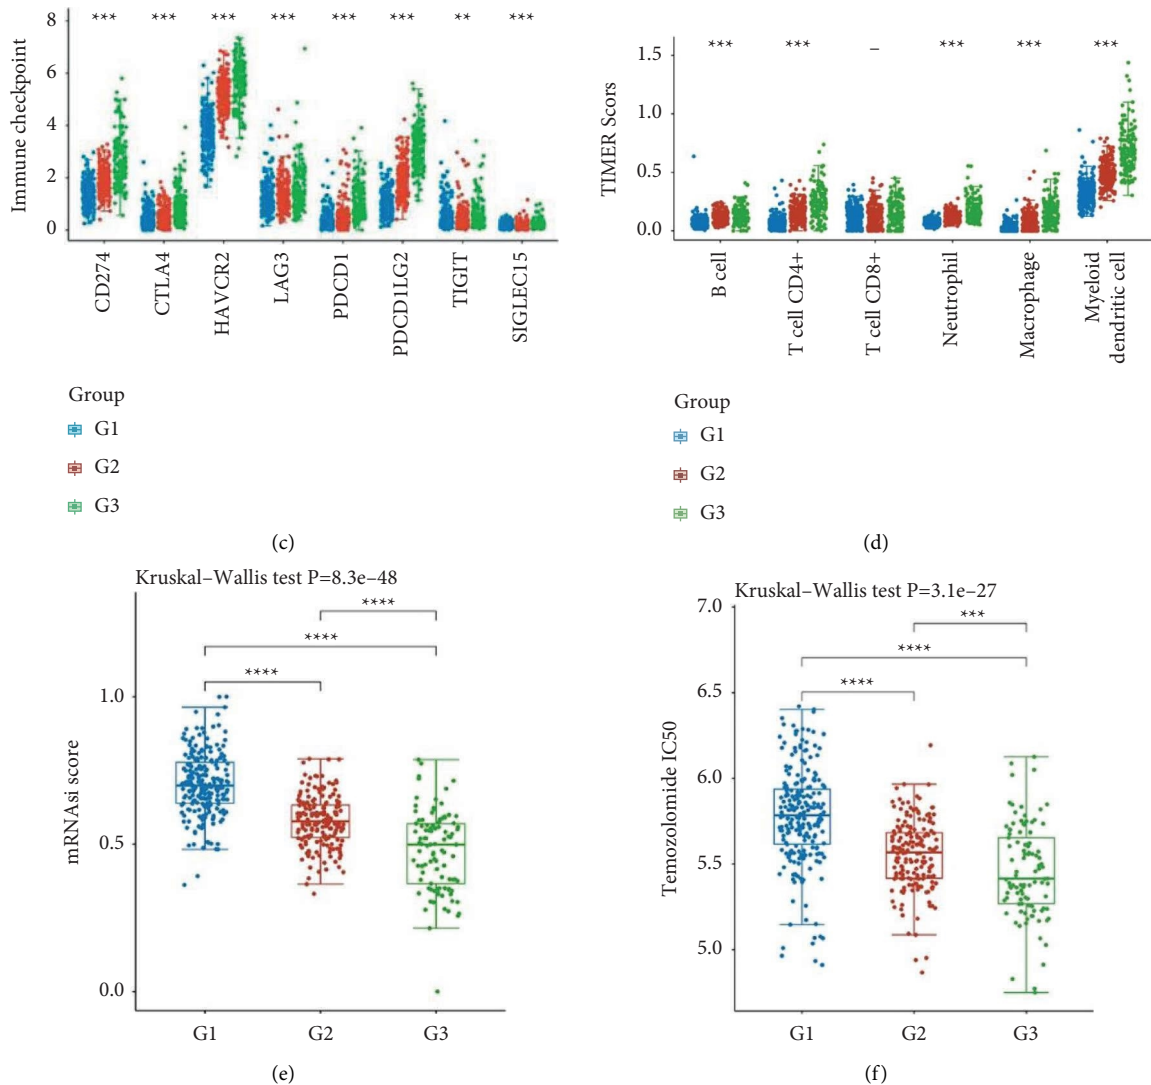 *** *** *** *** *** *** ** ***
8
6
4
2
0
Immune checkpoint
CD274
CTLA4
HAVCR2
LAG3
PDCD1
PDCD1LG2
TIGIT
SIGLEC15
Group
G1
G2
G3
(c)
*** *** – *** *** ***
1.5
1.0
0.5
0.0
TIMER Scors
B cell
T cell CD4+
T cell CD8+
Neutrophil
Macrophage
Myeloid
dendritic cell
Group
G1
G2
G3
(d)
Kruskal–Wallis test P=8.3e–48
****
****
****
1.0
0.5
0.0
mRNAsi score
G1 G2 G3
(e)
Kruskal–Wallis test P=3.1e–27
***
****
****
7.0
6.5
6.0
5.5
5.0
Temozolomide IC50
G1 G2 G3
(f)